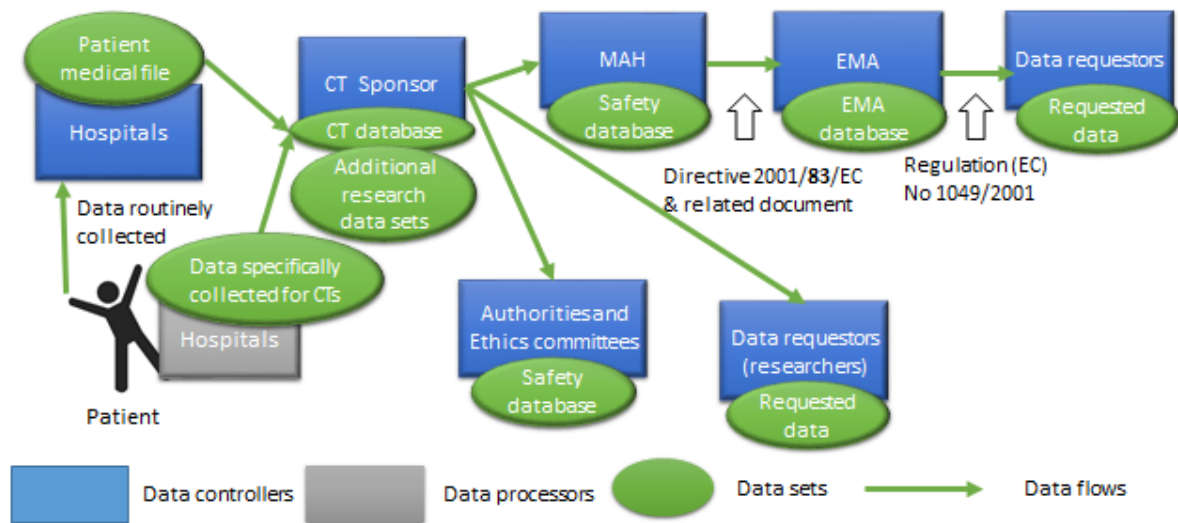 Patient
medical file
Hospitals
Data routinely
collected
Patient
Data specifically
collected for CTs
Hospitals
CT Sponsor
CT database
Additional
research
data sets
MAH
Safety
database
Directive 2001/83/EC
& related document
EMA
EMA
database
Regulation (EC)
No 1049/2001
Data requestors
Requested
data
Authorities and
Ethics committees
Safety
database
Data requestors
(researchers)
Requested
data
Data controllers
Data processors
Data sets
Data flows